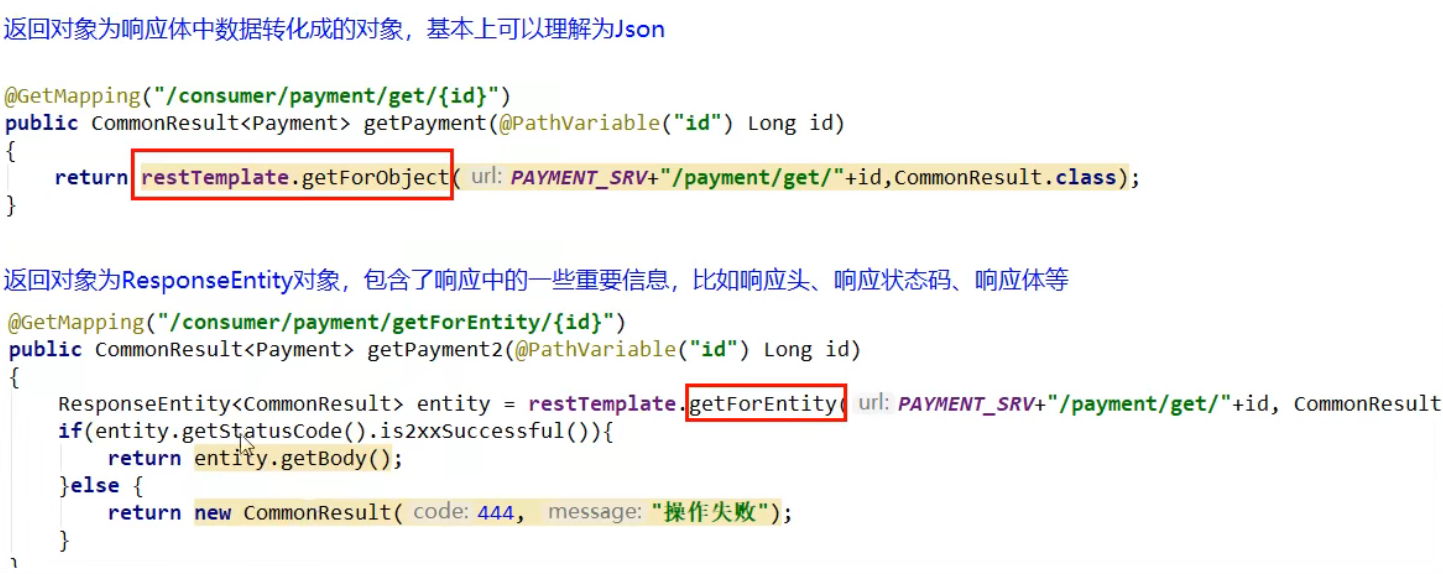 返回对象为响应体中数据转化成的对象，基本上可以理解为Json
@GetMapping("/consumer/payment/get/{id}")
public CommonResult<Payment> getPayment(@PathVariable("id") Long id)
{
return restTemplate.getForObject( url: PAYMENT_SRV+"/payment/get/"+id,CommonResult.class);
}
返回对象为ResponseEntity对象，包含了响应中的一些重要信息，比如响应头、响应状态码、响应体等
@GetMapping("/consumer/payment/getForEntity/{id}")
public CommonResult<Payment> getPayment2(@PathVariable("id") Long id)
{
ResponseEntity<CommonResult> entity = restTemplate.getForEntity( url: PAYMENT_SRV+"/payment/get/"+id, CommonResult
if(entity.getStatusCode().is2xxSuccessful()){
return entity.getBody();
}else {
return new CommonResult( code: 444, message: "操作失败");
}
}